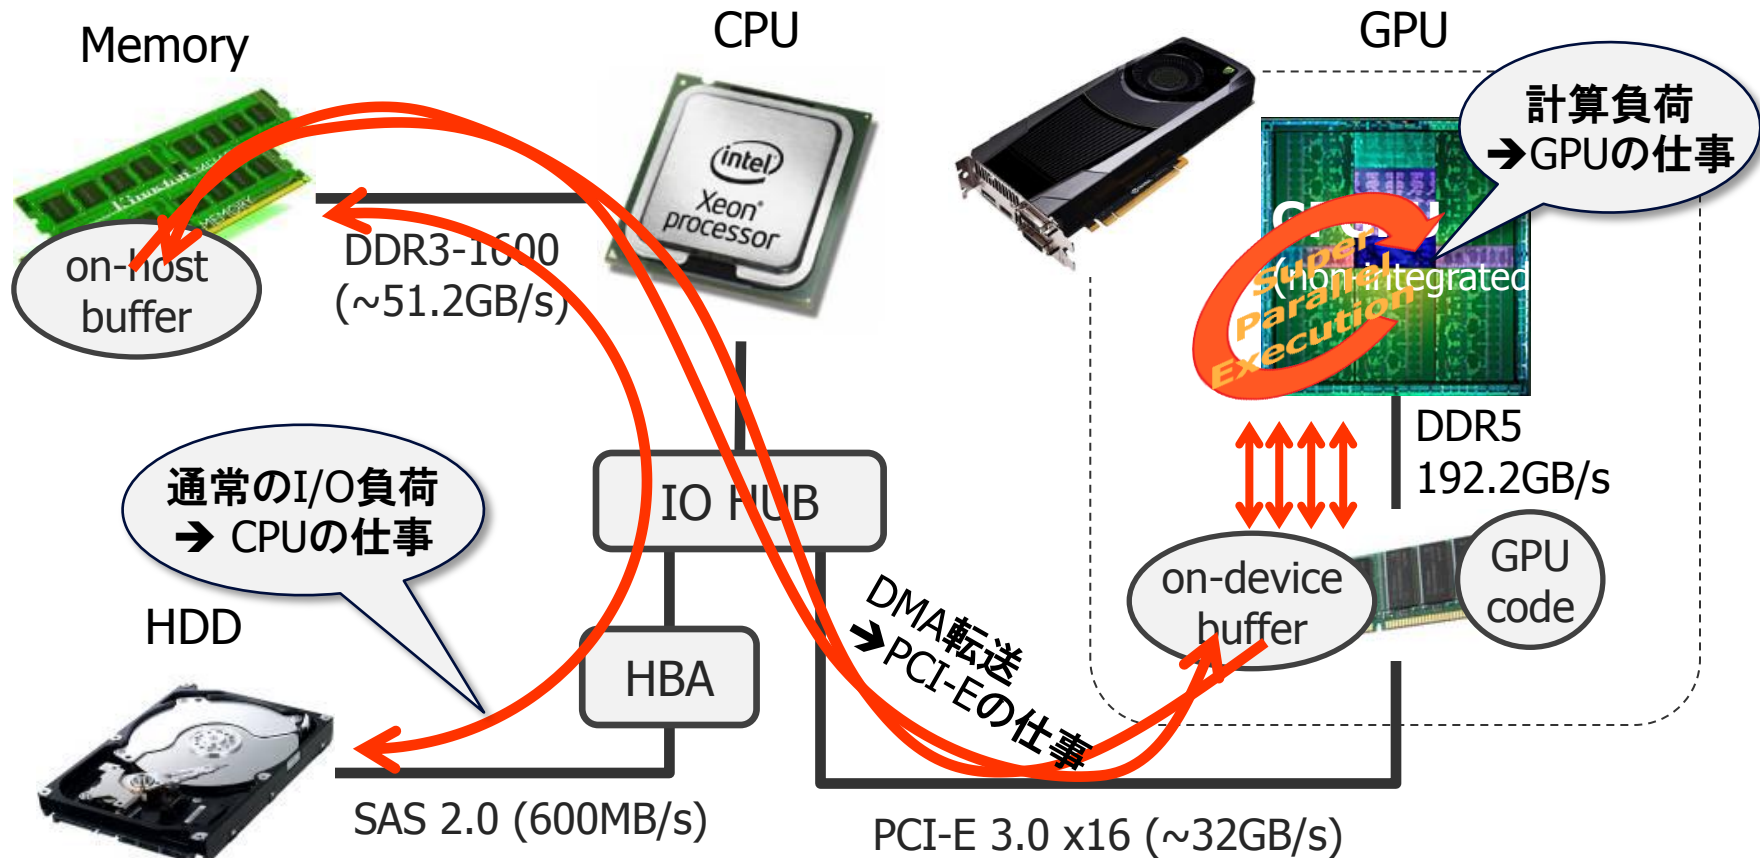 Memory
CPU
GPU
計算負荷
➔GPUの仕事
intel
Xeon®
processor
MEMORY
on-host
buffer
DDR3-1600
(~51.2GB/s)
(non-integrated
Super
Parallel
Execution
DDR5
192.2GB/s
通常のI/O負荷
➔ CPUの仕事
IO HUB
on-device
buffer
GPU
code
HDD
HBA
DMA転送
➔PCI-Eの仕事
SAS 2.0 (600MB/s)
PCI-E 3.0 x16 (~32GB/s)